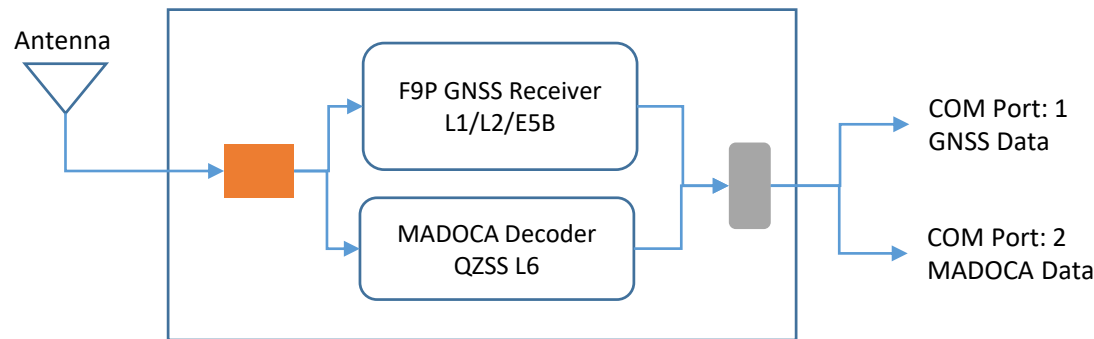 Antenna
F9P GNSS Receiver
L1/L2/E5B
MADOCA Decoder
QZSS L6
COM Port: 1
GNSS Data
COM Port: 2
MADOCA Data